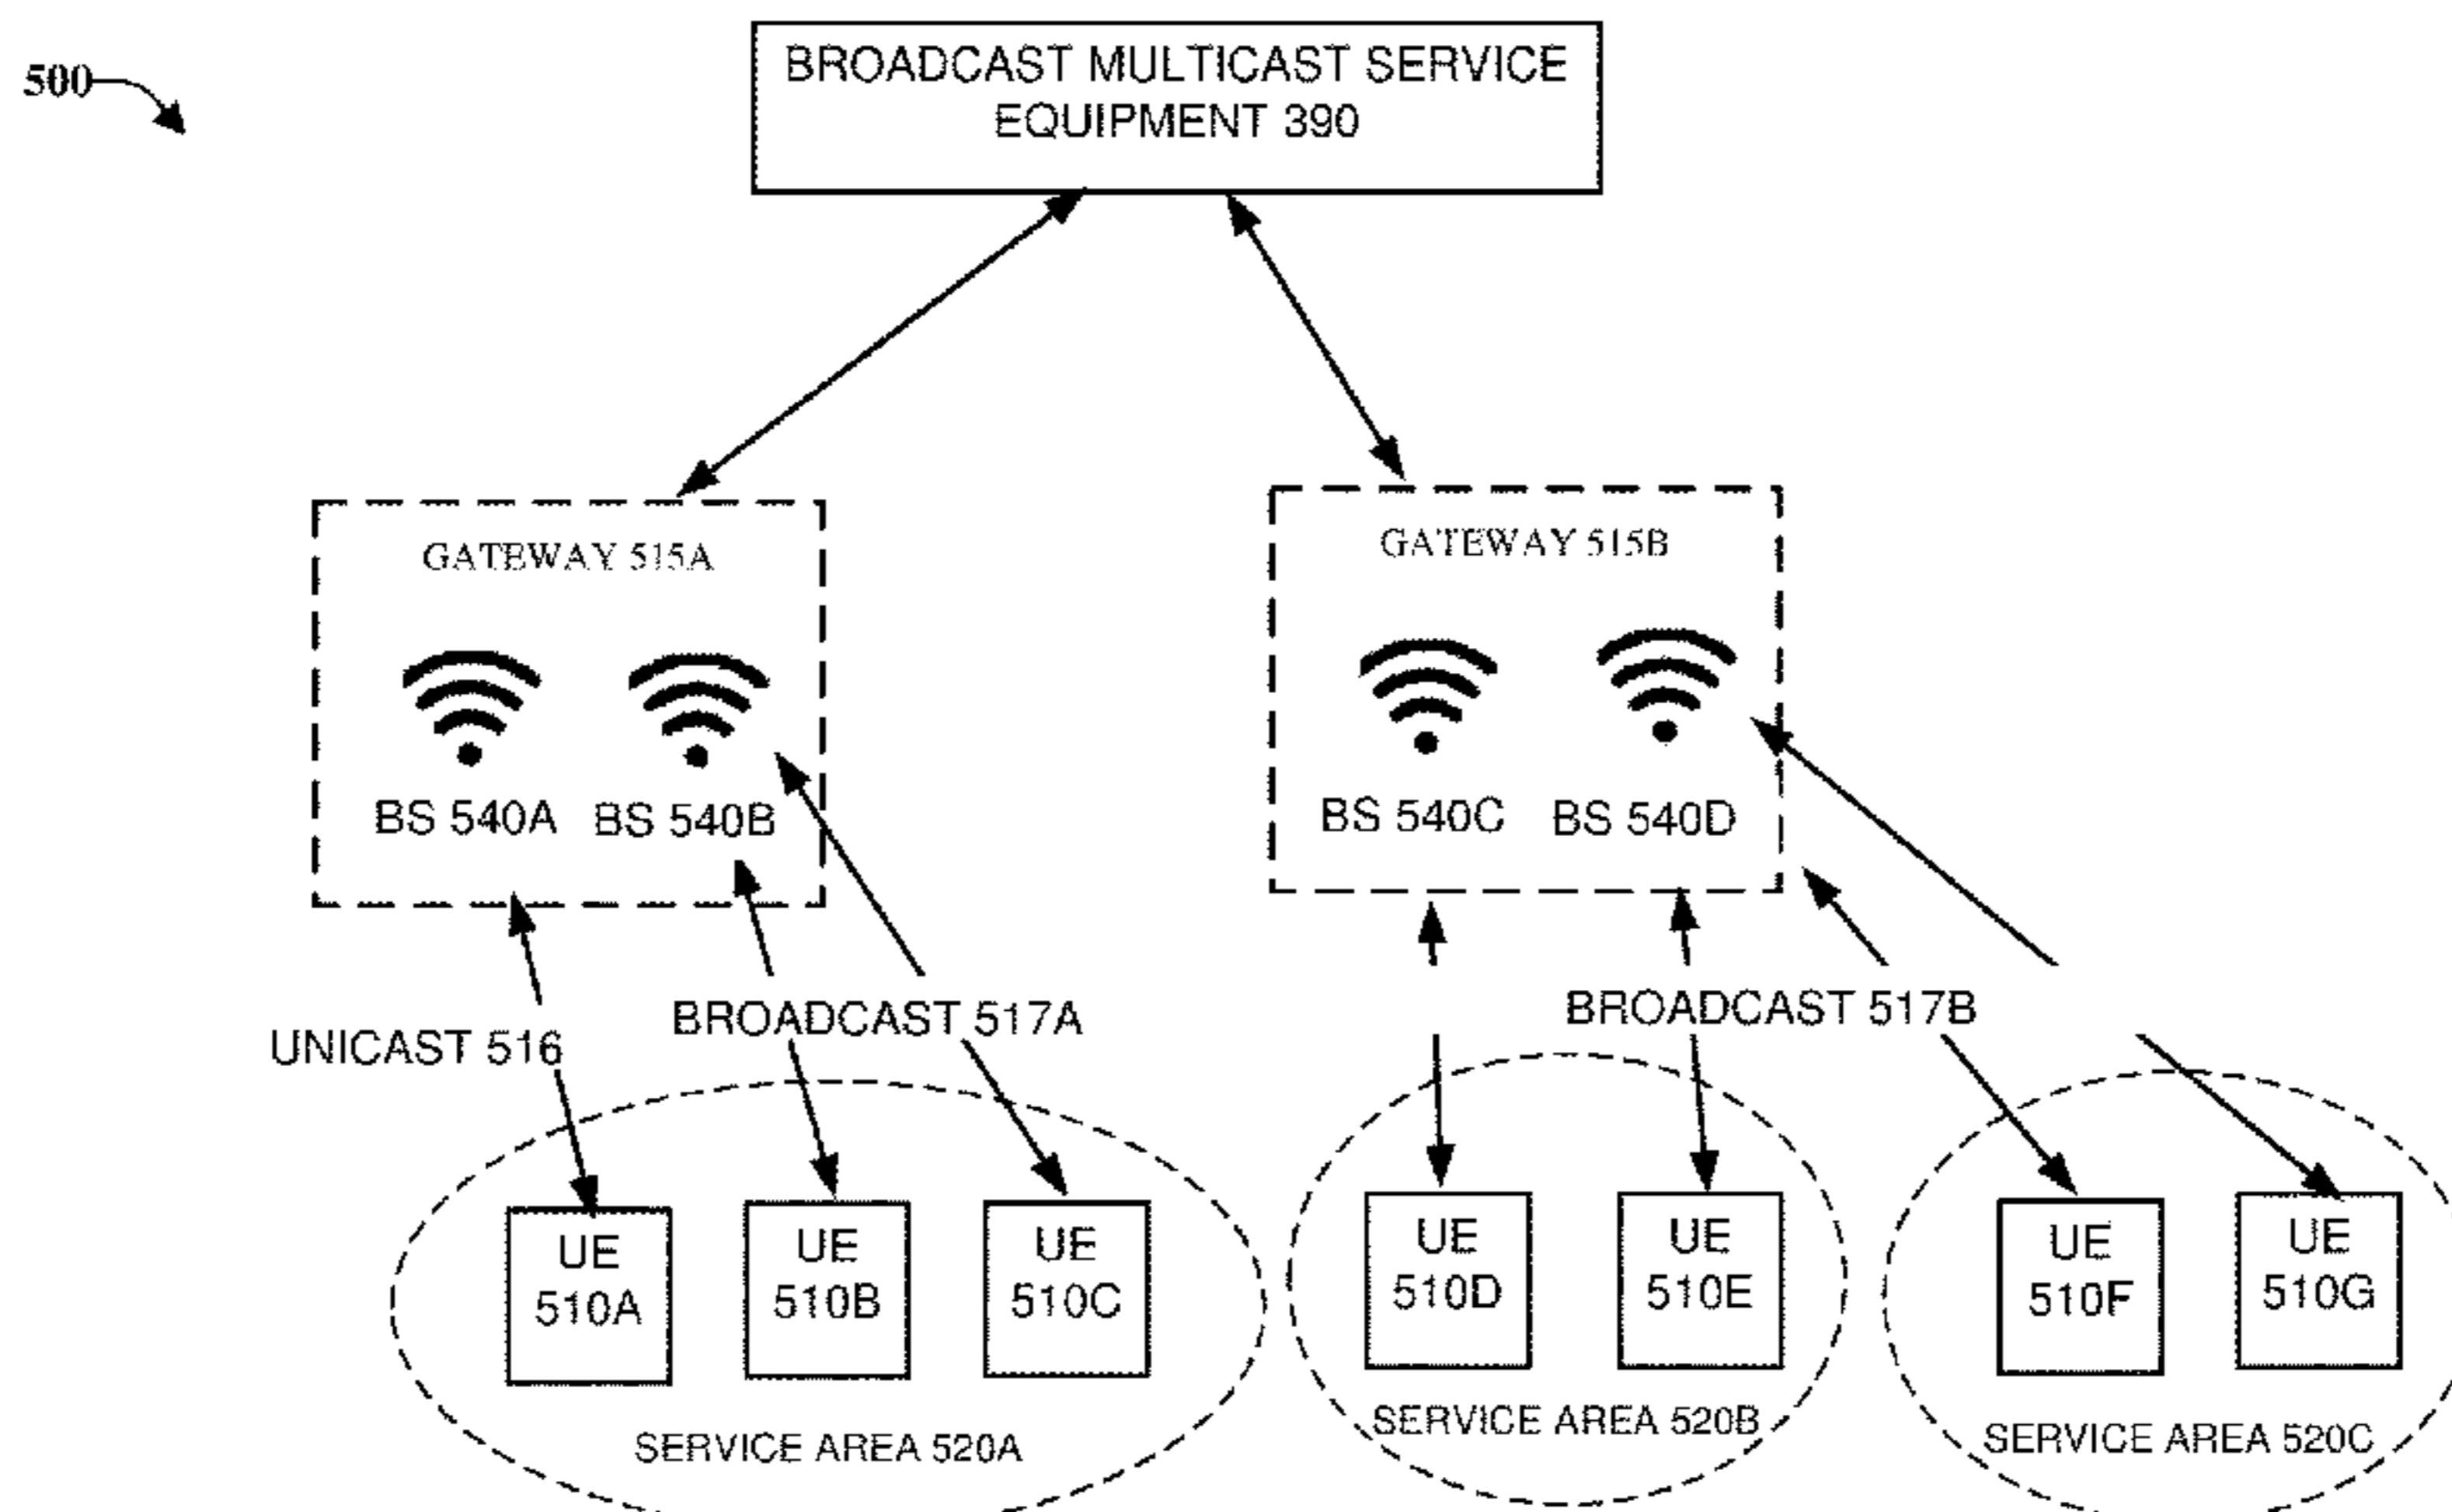 500
BROADCAST MULTICAST SERVICE
EQUIPMENT 390
GATEWAY 515A
GATEWAY 515B
BS 540A
BS 540B
BS 540C
BS 540D
UNICAST 516
BROADCAST 517A
BROADCAST 517B
UE
510A
UE
510B
UE
510C
UE
510D
UE
510E
UE
510F
UE
510G
SERVICE AREA 520A
SERVICE AREA 520B
SERVICE AREA 520C